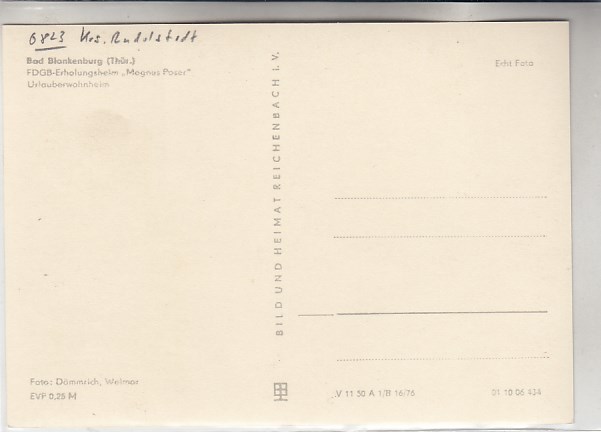 6823 Krs. Rudolstadt
Bad Blankenburg (Thür.)
FDGB-Erholungsheim „Magnus Poser"
Urlauberwohnheim
Echt Foto
BILD UND HEIMAT REICHENBACH I. V.
Foto: Dämmrich, Weimar
EVP 0,25 M
V 11 50 A 1/B 16/76
01 10 06 434